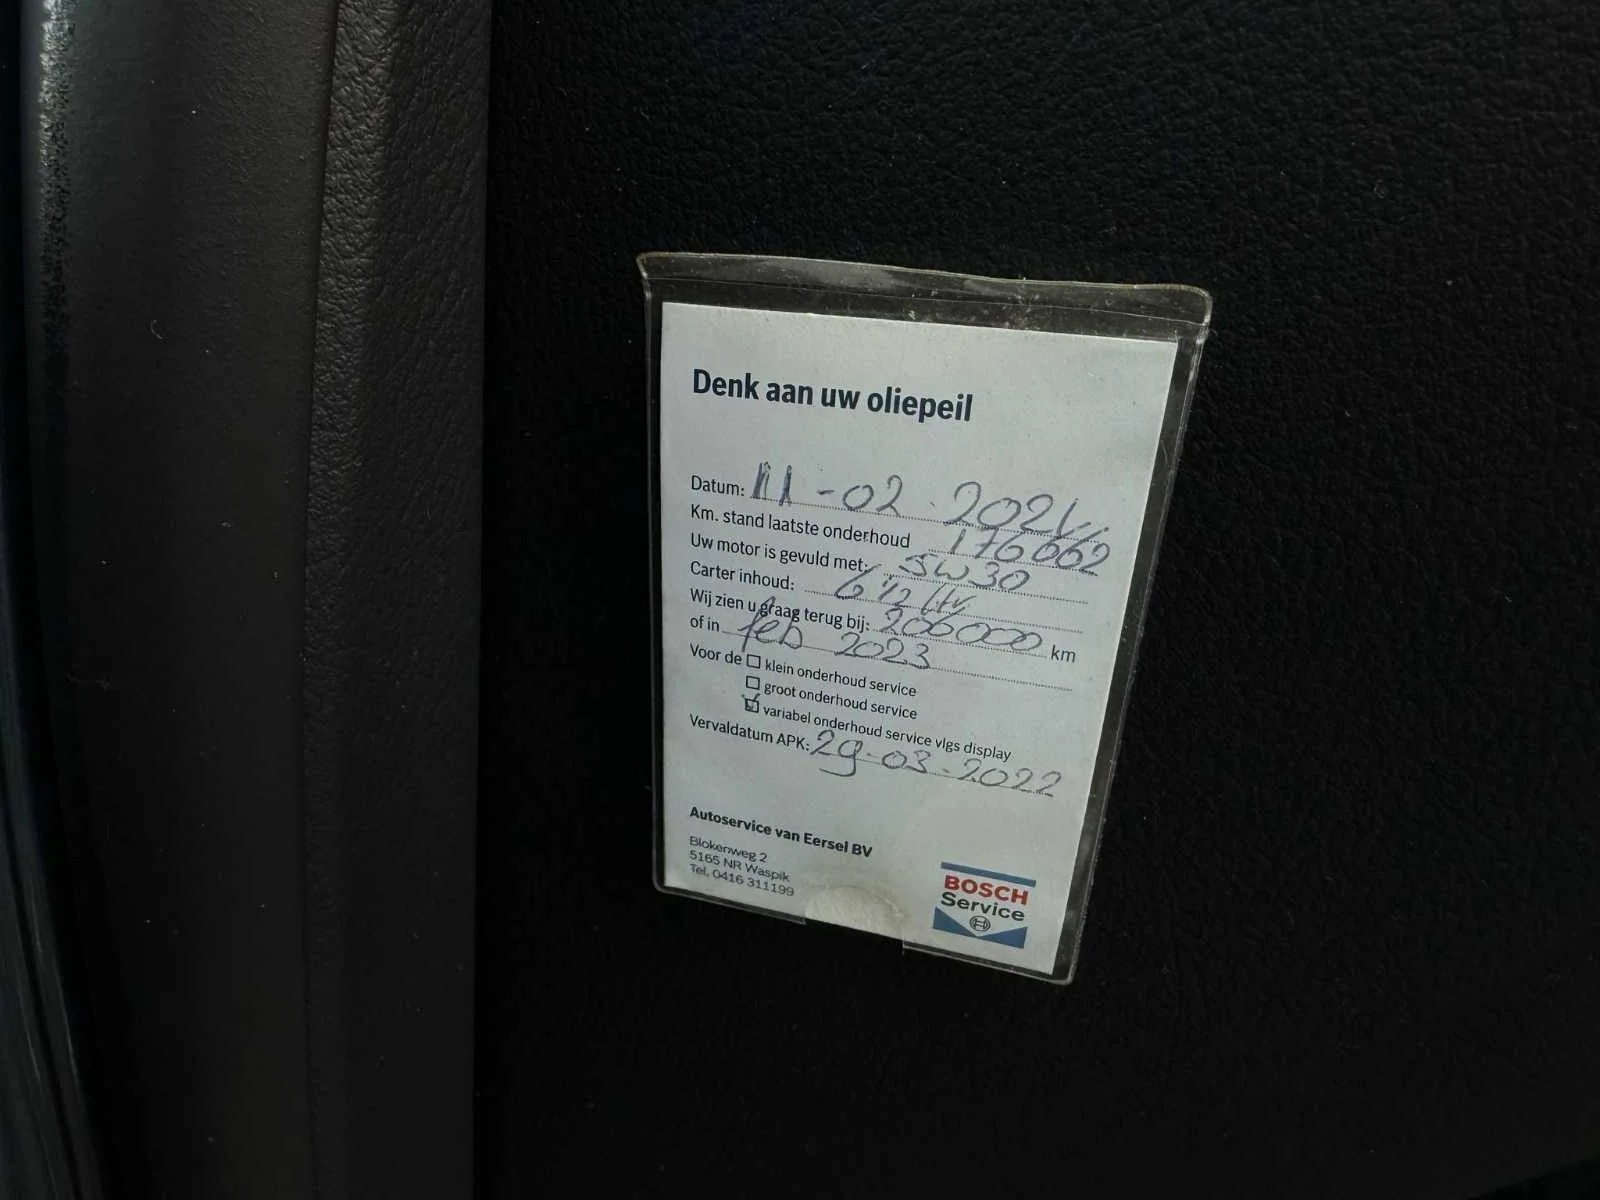 Denk aan uw oliepeil
Datum: 11-02-2021
Km. stand laatste onderhoud 176662
Uw motor is gevuld met: 5W30
Carter inhoud: 6 1/2 ltr
Wij zien u graag terug bij: 206000 km
of in feb 2023
Voor de klein onderhoud service
groot onderhoud service
variabel onderhoud service vlgs display
Vervaldatum APK: 29-03-2022
Autoservice van Eersel BV
Blokenweg 2
5165 NR Waspik
Tel. 0416 311199
BOSCH
Service